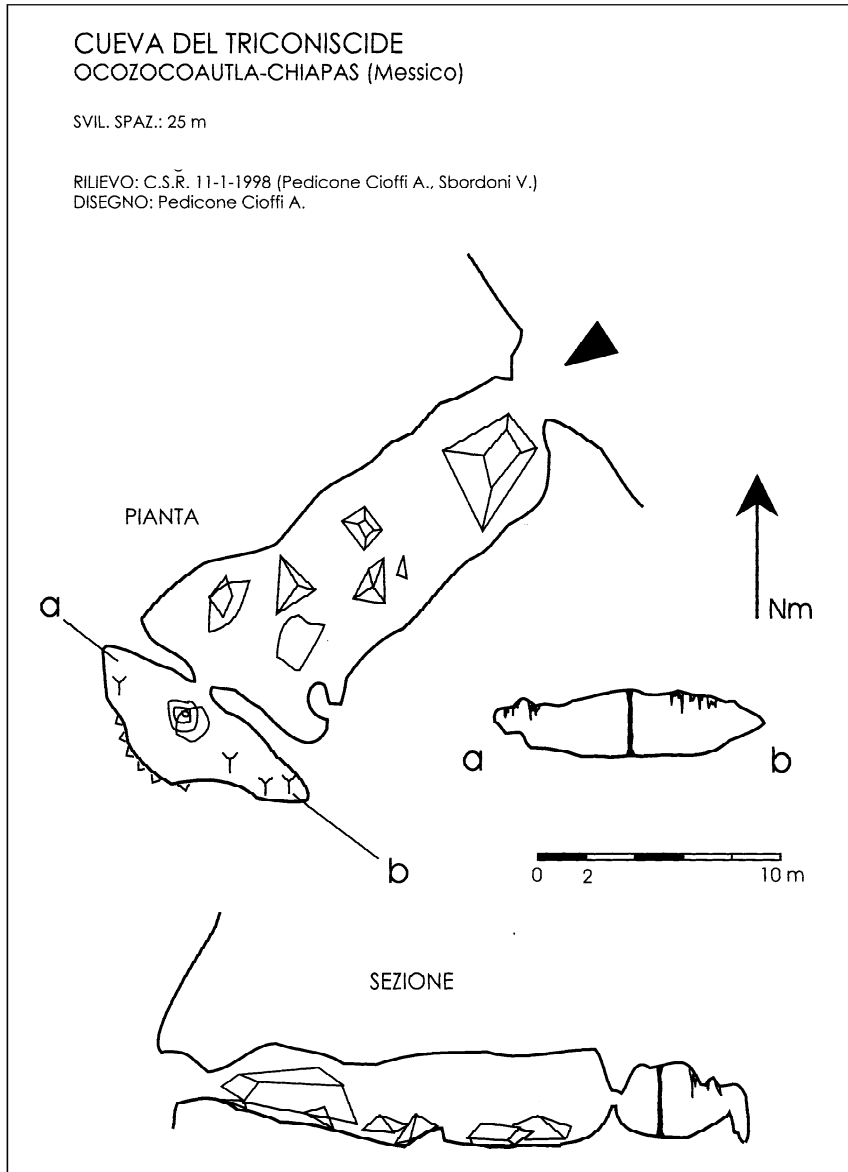 CUEVA DEL TRICONISCIDE
OCOZOCOAUTLA-CHIAPAS (Messico)
SVIL. SPAZ.: 25 m
RILIEVO: C.S.R̆. 11-1-1998 (Pedicone Cioffi A., Sbordoni V.)
DISEGNO: Pedicone Cioffi A.
PIANTA
a
Nm
a b
b
0 2 10 m
SEZIONE